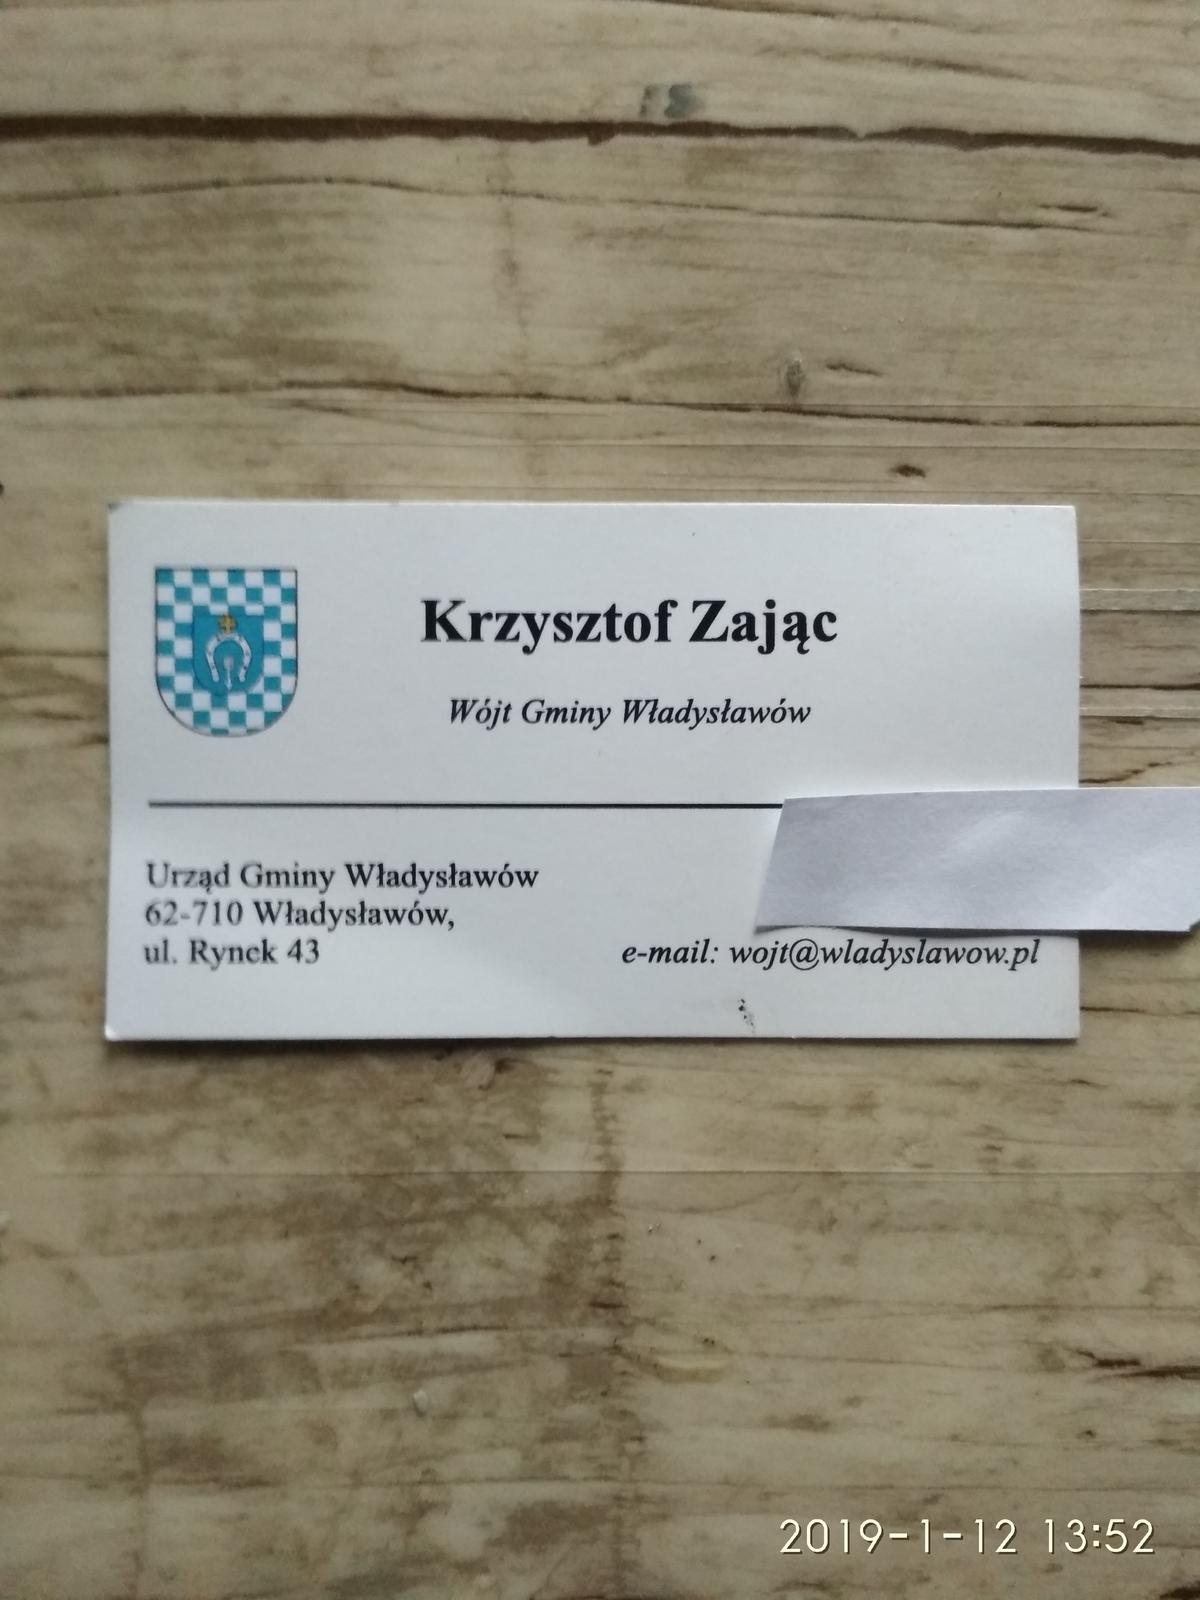 Krzysztof Zając
Wójt Gminy Władysławów
Urząd Gminy Władysławów
62-710 Władysławów,
ul. Rynek 43
e-mail: wojt@wladyslawow.pl
2019-1-12 13:52